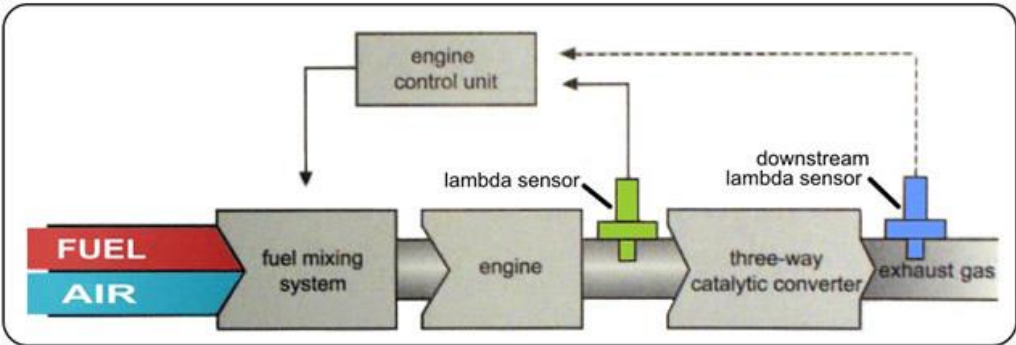 engine
control unit
downstream
lambda sensor
lambda sensor
FUEL
AIR
fuel mixing
system
engine
three-way
catalytic converter
exhaust gas